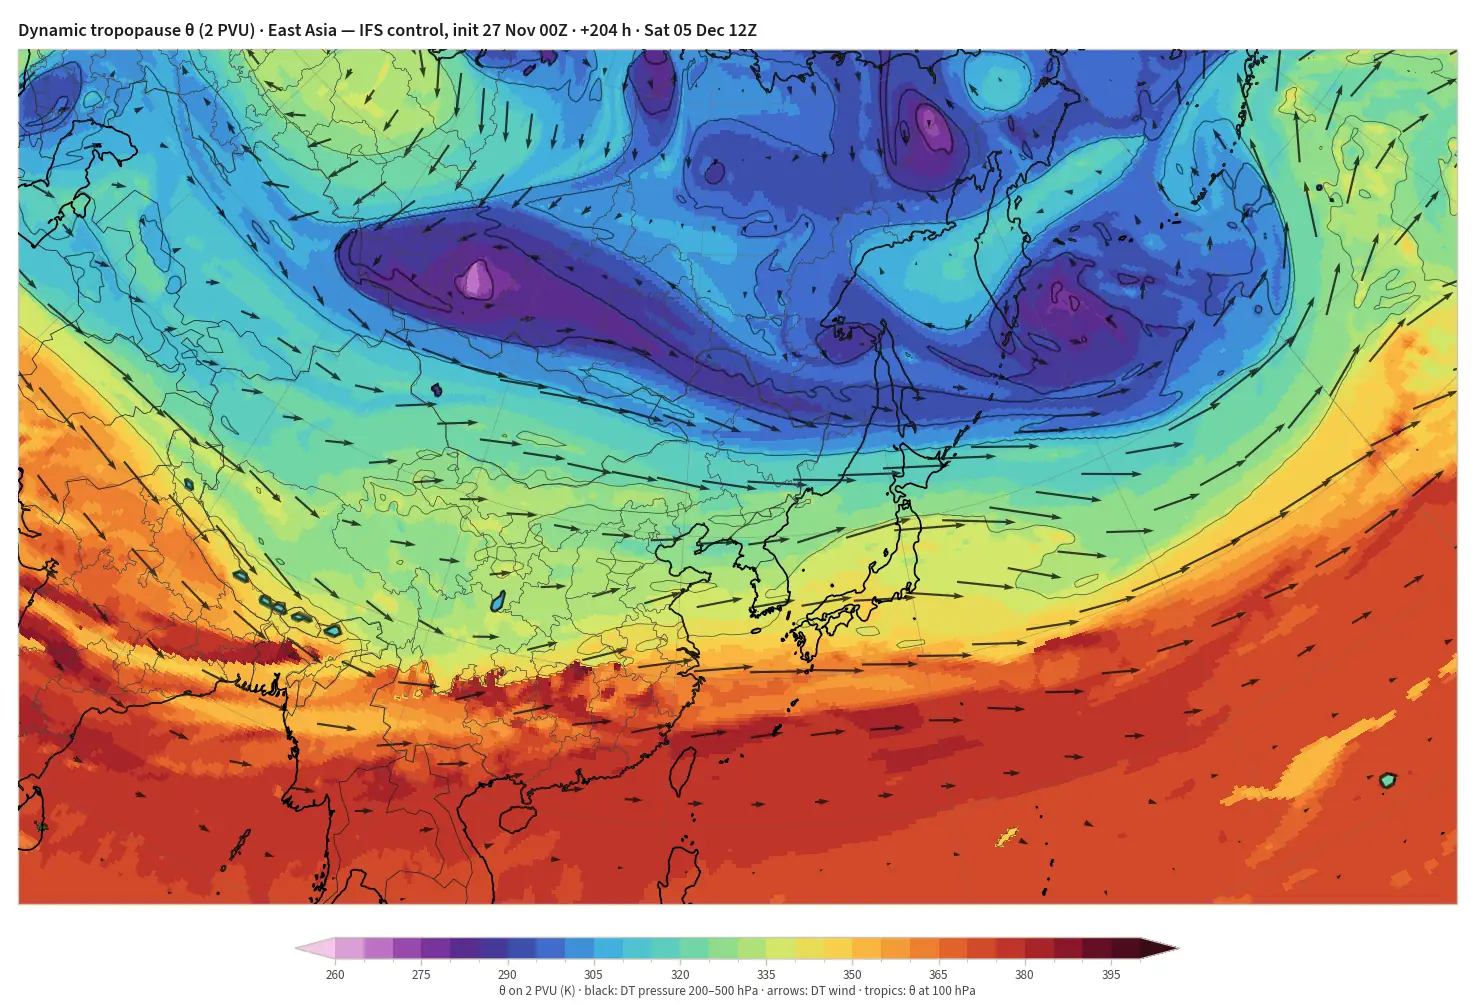 Dynamic tropopause θ (2 PVU) · East Asia — IFS control, init 27 Nov 00Z · +204 h · Sat 05 Dec 12Z
260 275 290 305 320 335 350 365 380 395
θ on 2 PVU (K) · black: DT pressure 200–500 hPa · arrows: DT wind · tropics: θ at 100 hPa